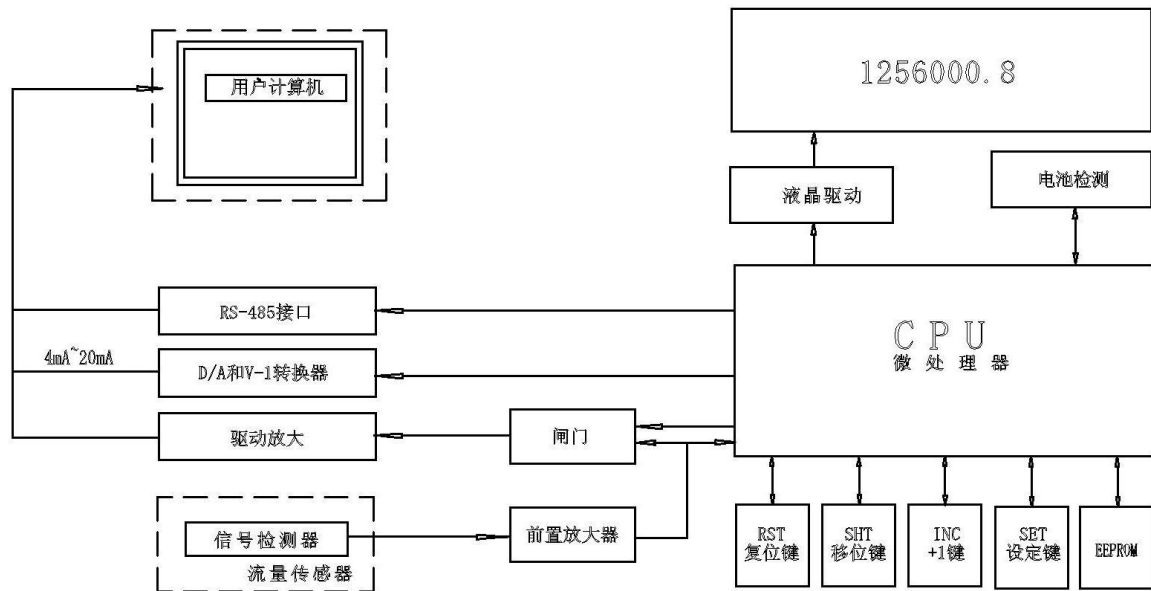 1256000.8
用户计算机
液晶驱动
电池检测
RS-485接口
CPU
微处理器
4mA~20mA
D/A和V-1转换器
驱动放大
闸门
信号检测器
流量传感器
前置放大器
RST
复位键
SHT
移位键
INC
+1键
SET
设定键
EEPROM